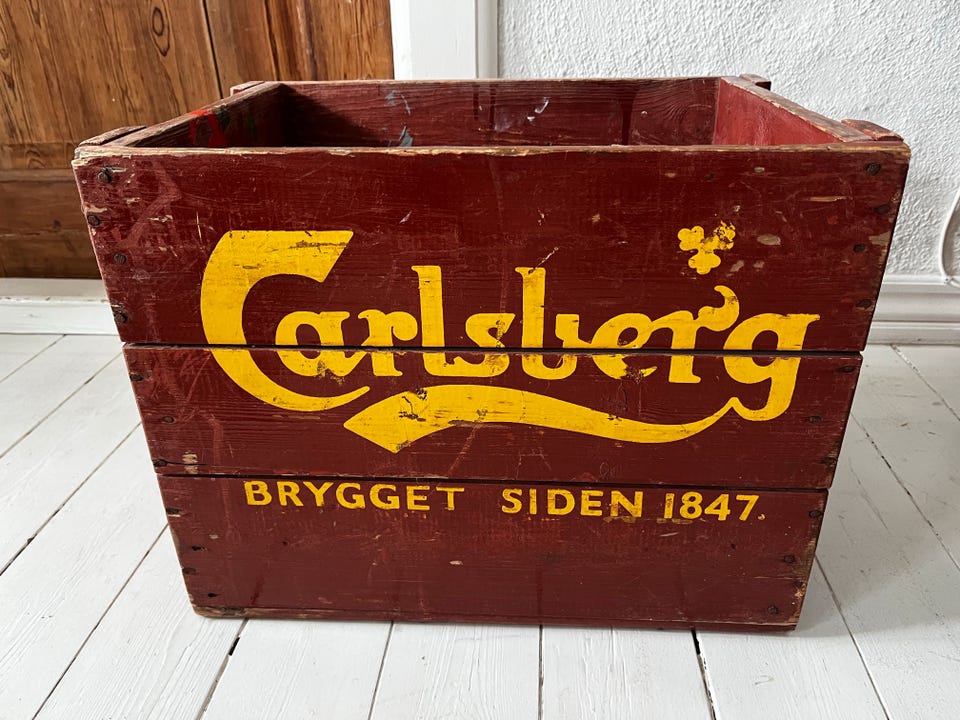 Carlsberg
BRYGGET SIDEN 1847.